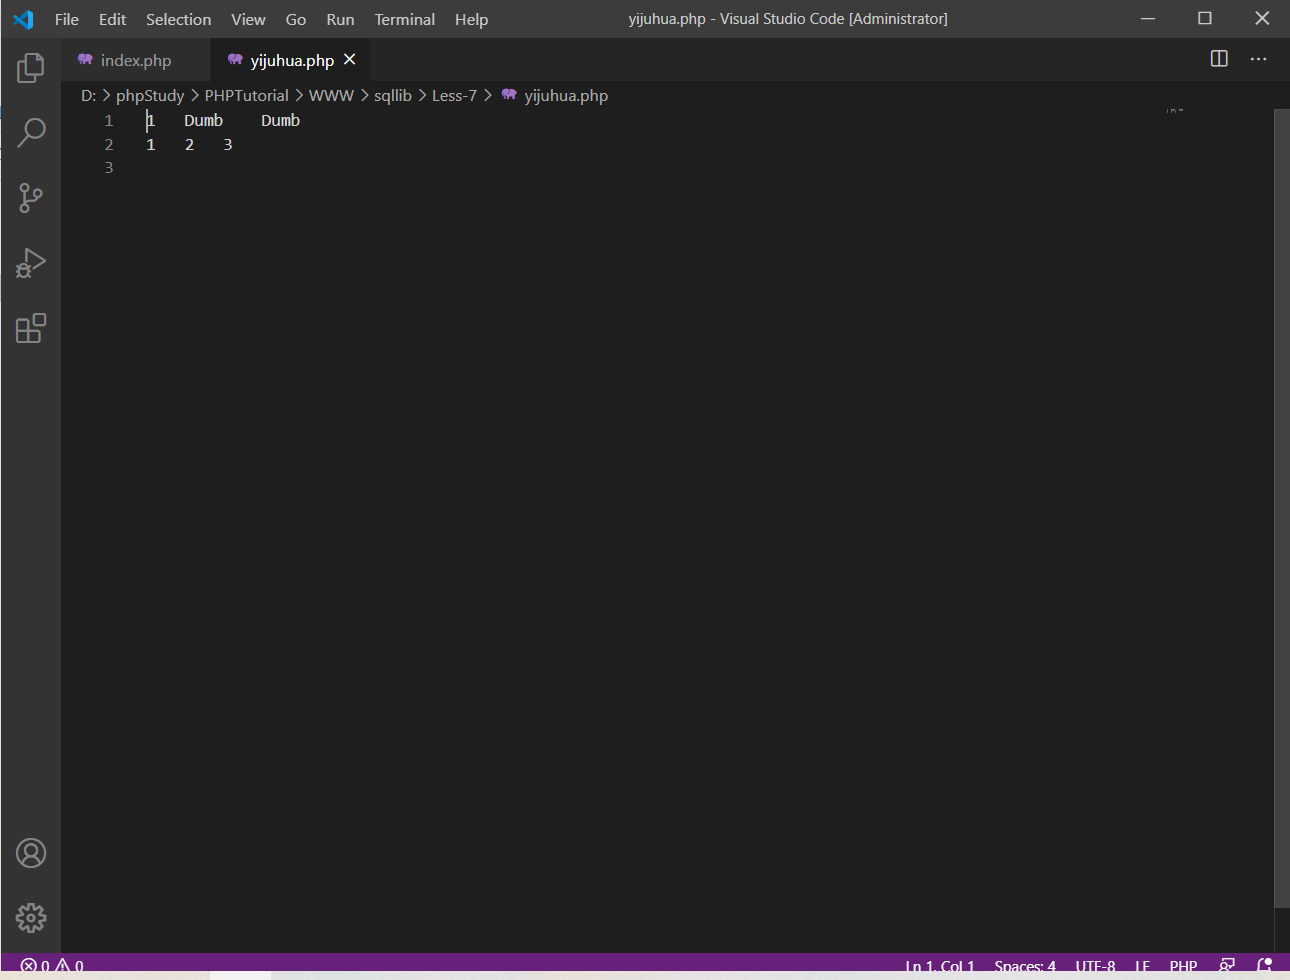 File Edit Selection View Go Run Terminal Help yijuhua.php - Visual Studio Code [Administrator]
index.php yijuhua.php
D: > phpStudy > PHPTutorial > WWW > sqllib > Less-7 > yijuhua.php
1 1 Dumb Dumb
2 1 2 3
3
0 0 Ln 1, Col 1 Spaces: 4 UTF-8 LF PHP